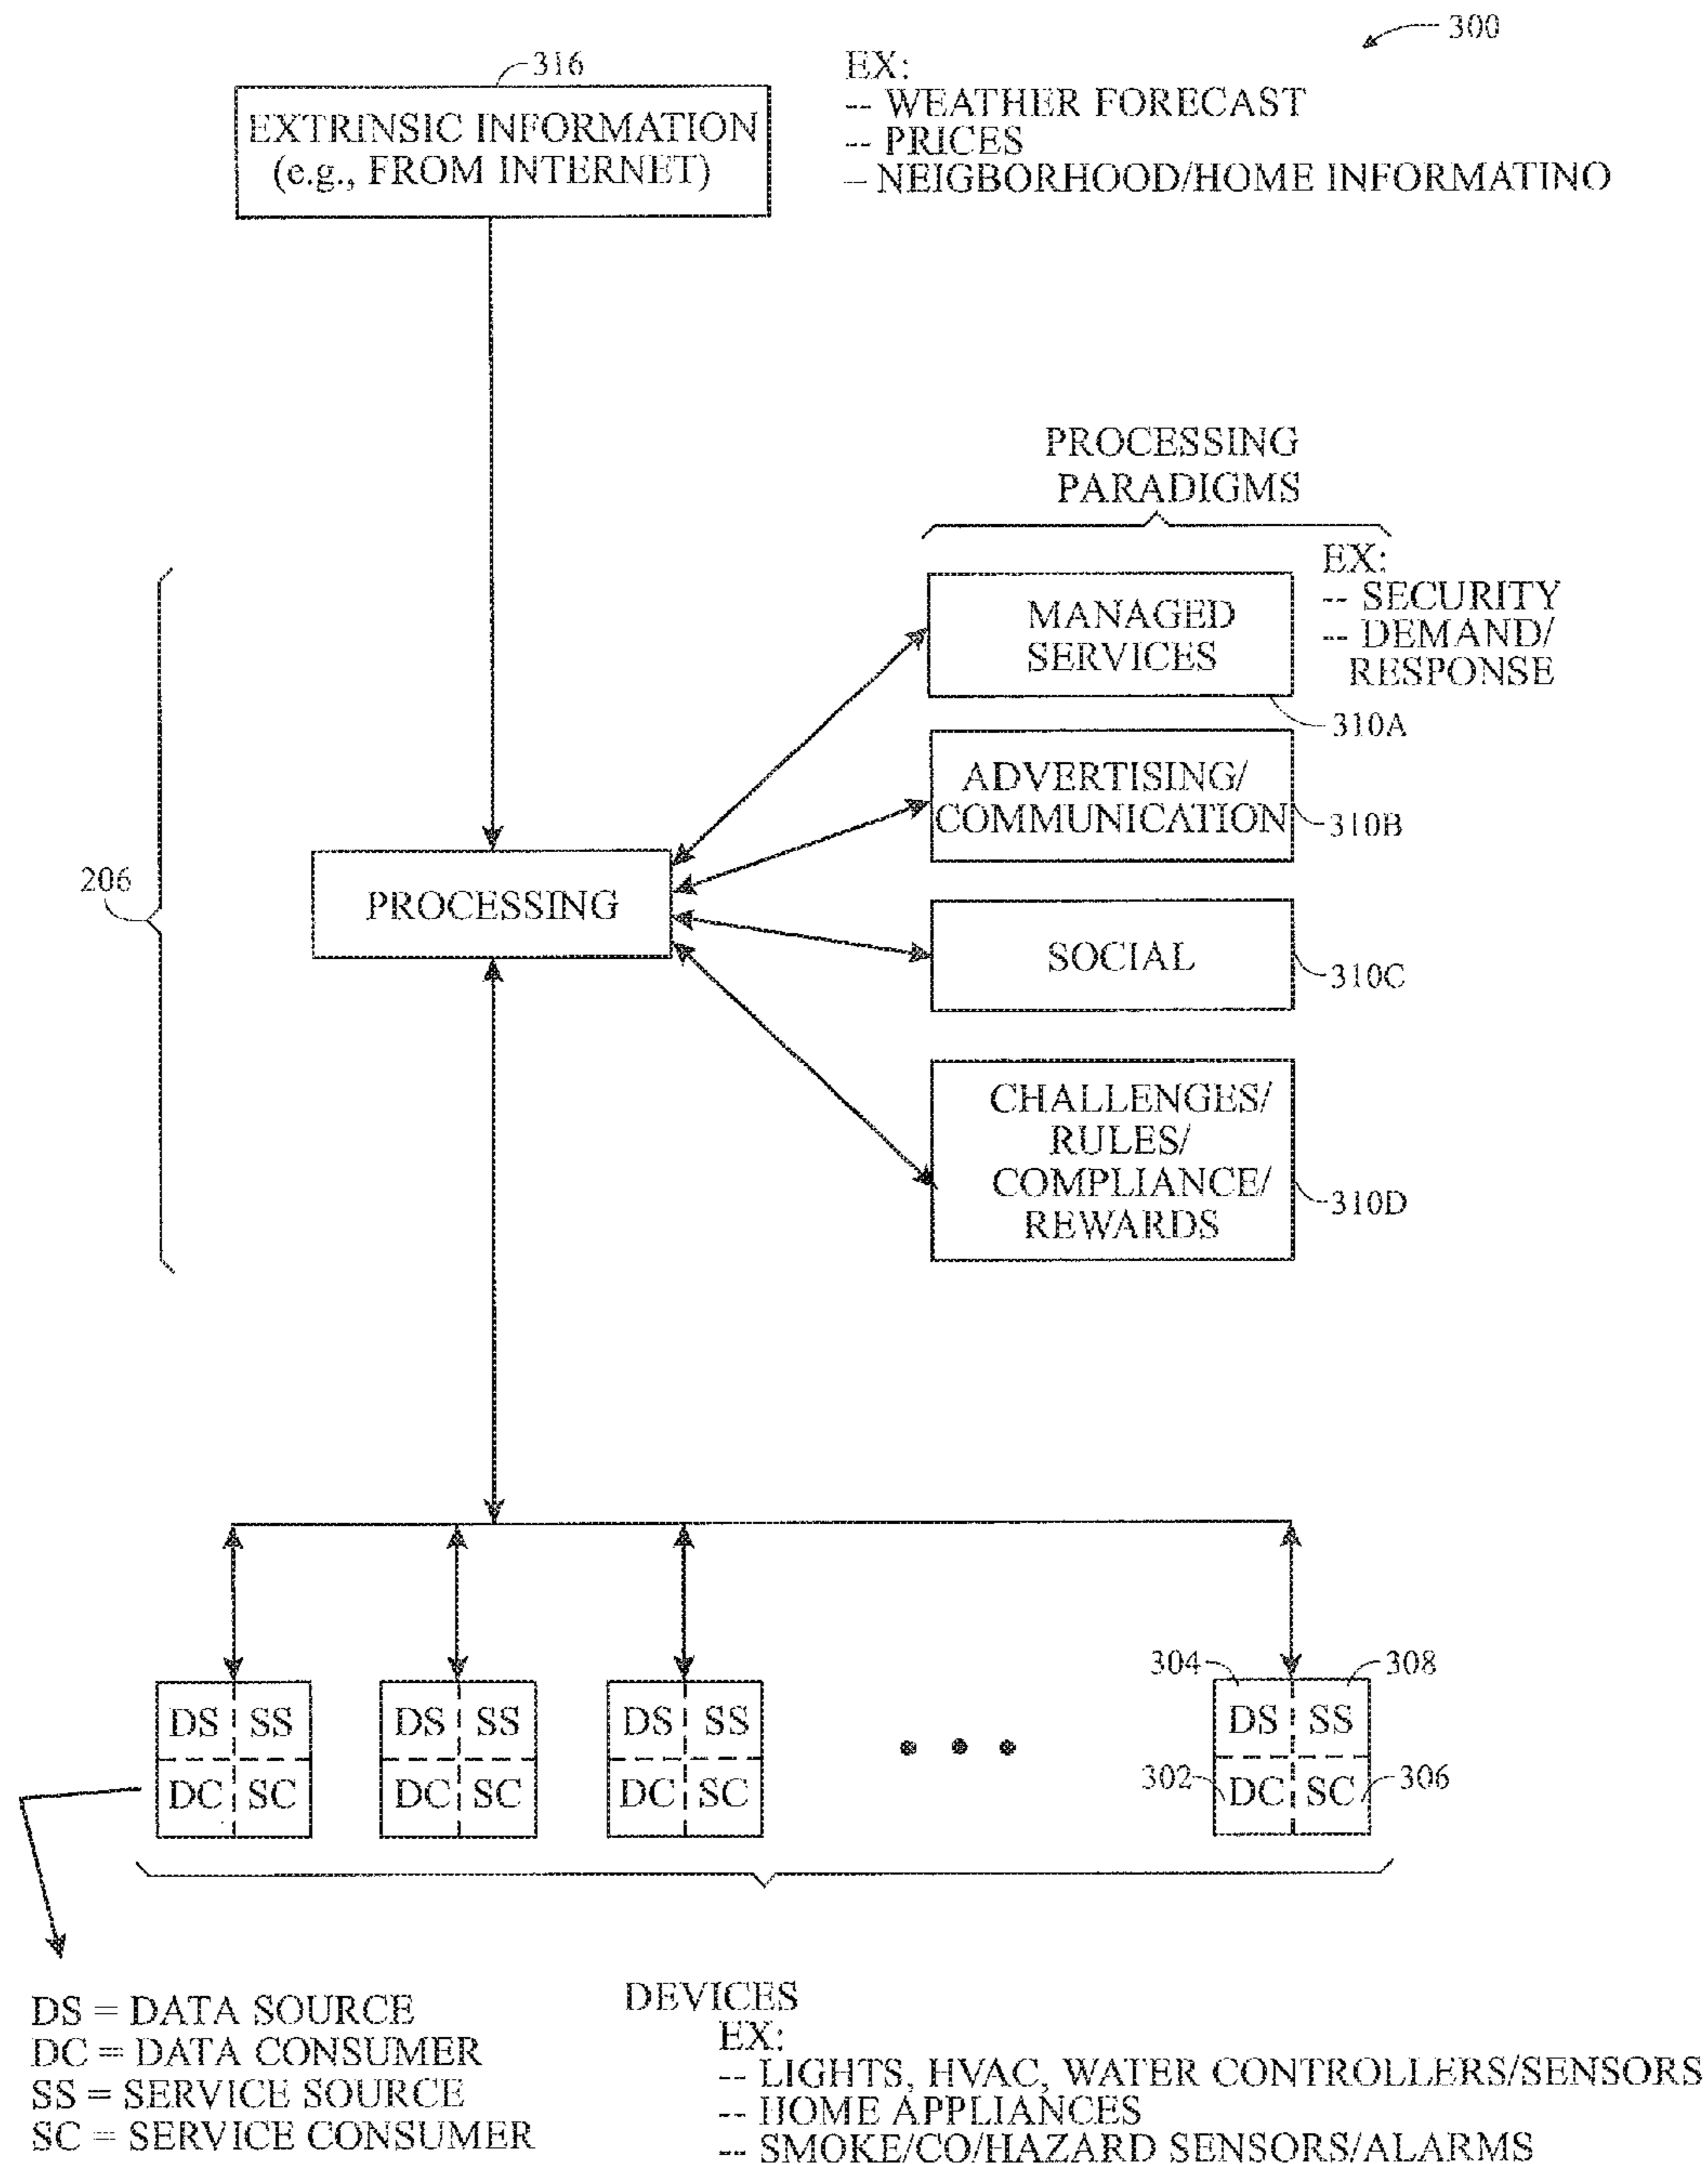 300
316
EXTRINSIC INFORMATION
(e.g., FROM INTERNET)
EX:
-- WEATHER FORECAST
-- PRICES
-- NEIGBORHOOD/HOME INFORMATINO
PROCESSING
PARADIGMS
MANAGED
SERVICES
EX:
-- SECURITY
-- DEMAND/
RESPONSE
310A
ADVERTISING/
COMMUNICATION
310B
206
PROCESSING
SOCIAL
310C
CHALLENGES/
RULES/
COMPLIANCE/
REWARDS
310D
DS SS
DC SC
DS SS
DC SC
DS SS
DC SC
304
308
DS SS
302
DC SC
306
DS = DATA SOURCE
DC = DATA CONSUMER
SS = SERVICE SOURCE
SC = SERVICE CONSUMER
DEVICES
EX:
-- LIGHTS, HVAC, WATER CONTROLLERS/SENSORS
-- HOME APPLIANCES
-- SMOKE/CO/HAZARD SENSORS/ALARMS